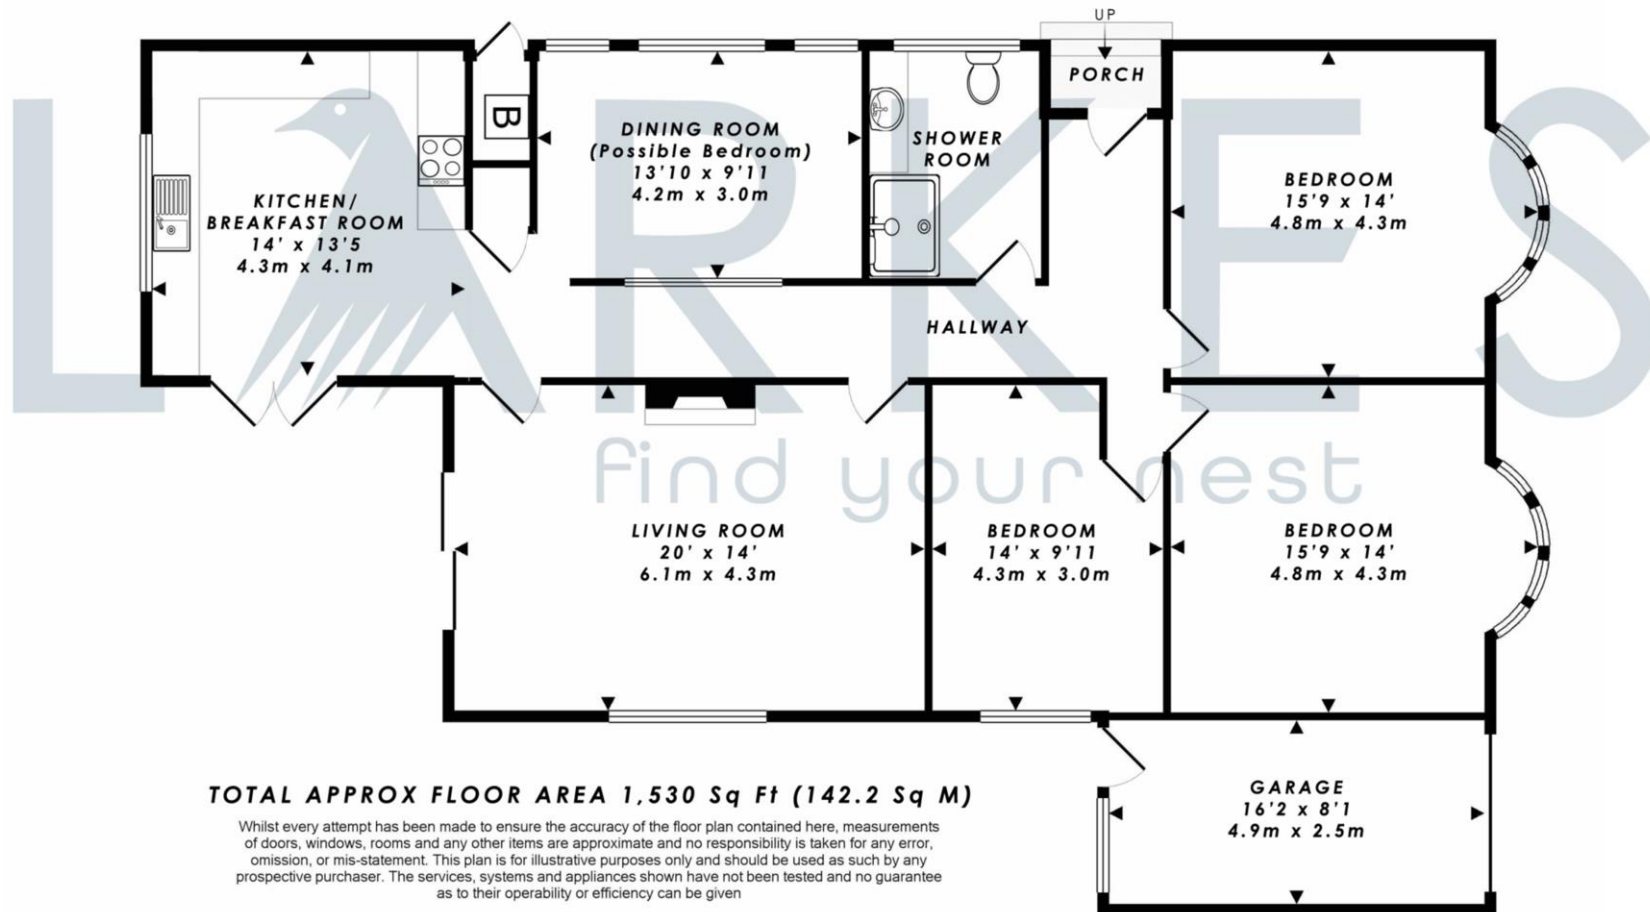 UP
PORCH
B
DINING ROOM
(Possible Bedroom)
13'10 x 9'11
4.2m x 3.0m
SHOWER
ROOM
KITCHEN/
BREAKFAST ROOM
14' x 13'5
4.3m x 4.1m
BEDROOM
15'9 x 14'
4.8m x 4.3m
LARKES
find your nest
HALLWAY
LIVING ROOM
20' x 14'
6.1m x 4.3m
BEDROOM
14' x 9'11
4.3m x 3.0m
BEDROOM
15'9 x 14'
4.8m x 4.3m
GARAGE
16'2 x 8'1
4.9m x 2.5m
TOTAL APPROX FLOOR AREA 1,530 Sq Ft (142.2 Sq M)
Whilst every attempt has been made to ensure the accuracy of the floor plan contained here, measurements
of doors, windows, rooms and any other items are approximate and no responsibility is taken for any error,
omission, or mis-statement. This plan is for illustrative purposes only and should be used as such by any
prospective purchaser. The services, systems and appliances shown have not been tested and no guarantee
as to their operability or efficiency can be given